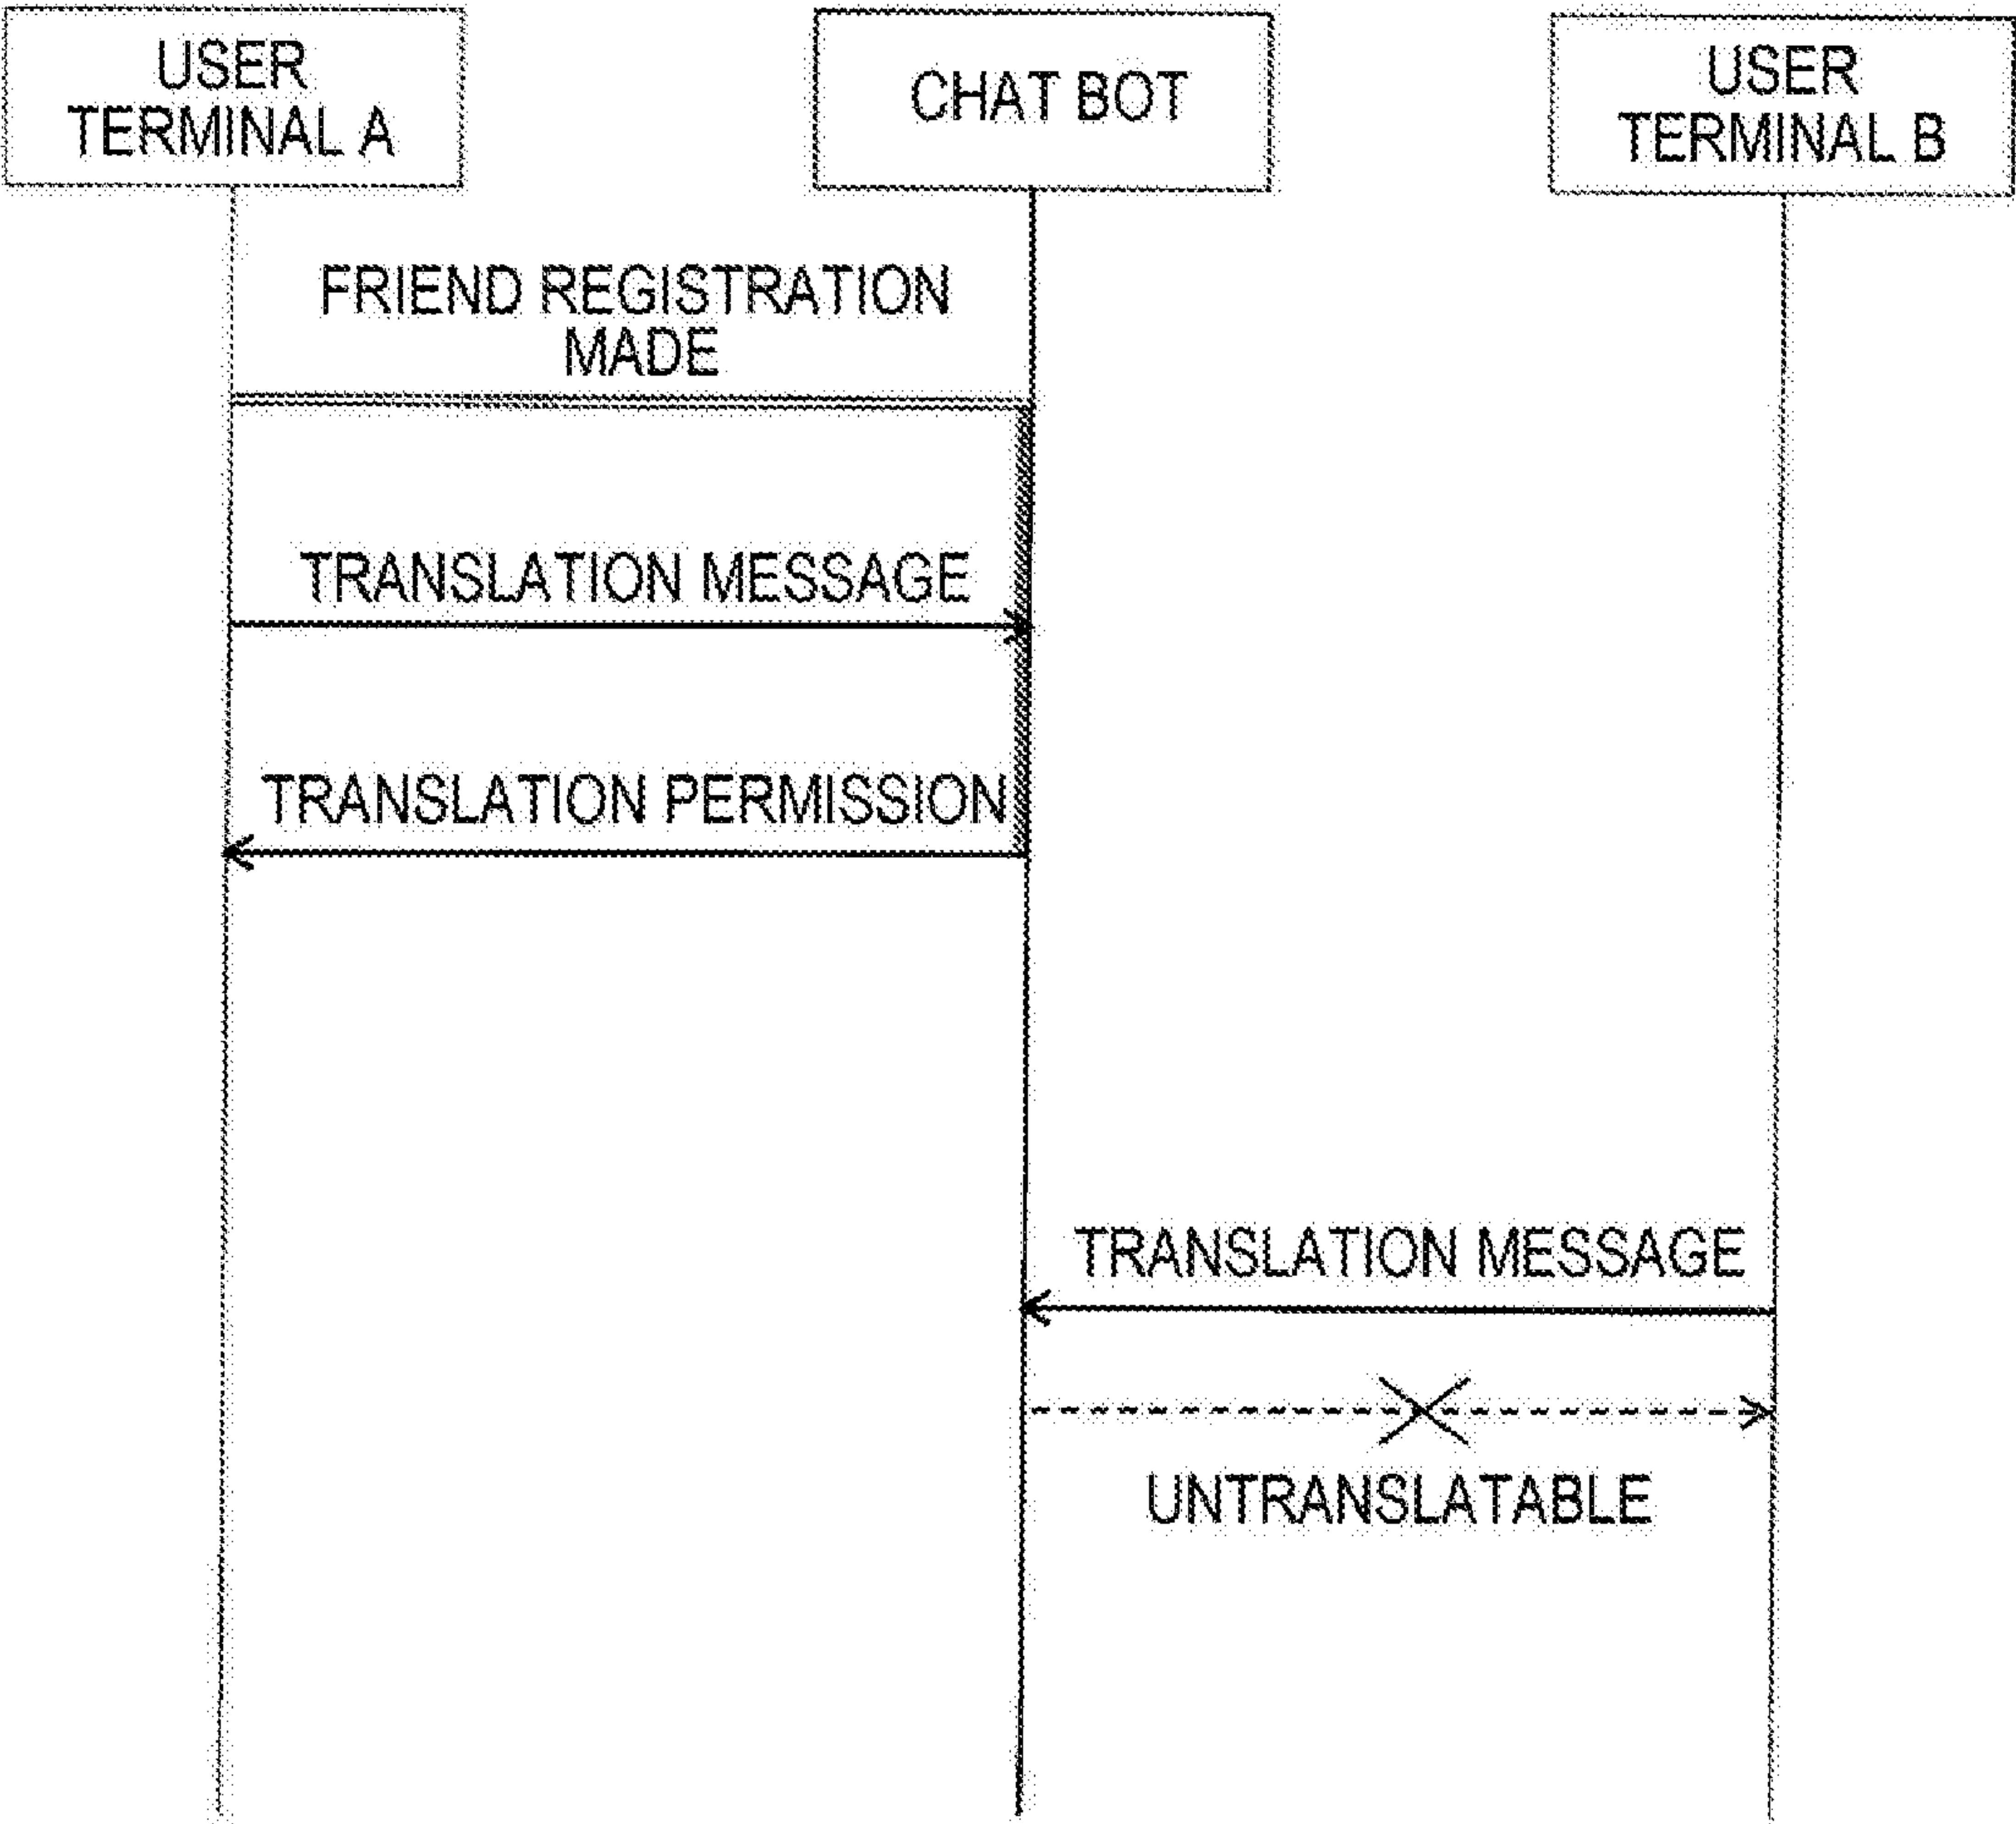 USER
TERMINAL A
CHAT BOT
USER
TERMINAL B
FRIEND REGISTRATION
MADE
TRANSLATION MESSAGE
TRANSLATION PERMISSION
TRANSLATION MESSAGE
UNTRANSLATABLE